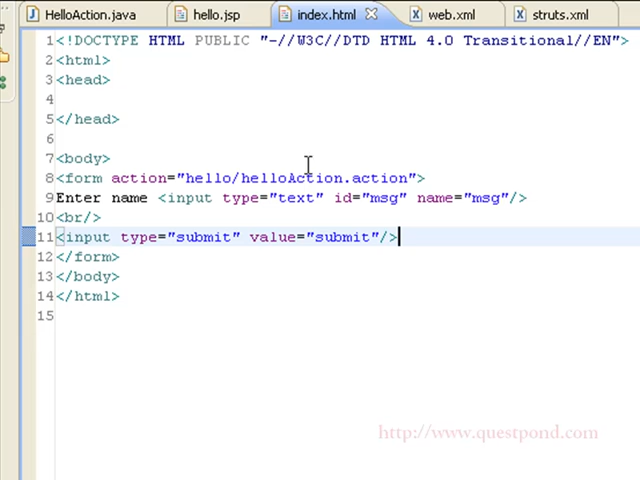 HelloAction.java hello.jsp index.html web.xml struts.xml
1 <!DOCTYPE HTML PUBLIC "-//W3C//DTD HTML 4.0 Transitional//EN">
2 <html>
3 <head>
4
5 </head>
6
7 <body>
8 <form action="hello/helloAction.action">
9 Enter name <input type="text" id="msg" name="msg"/>
10 <br/>
11 <input type="submit" value="submit"/>
12 </form>
13 </body>
14 </html>
15
http://www.questpond.com